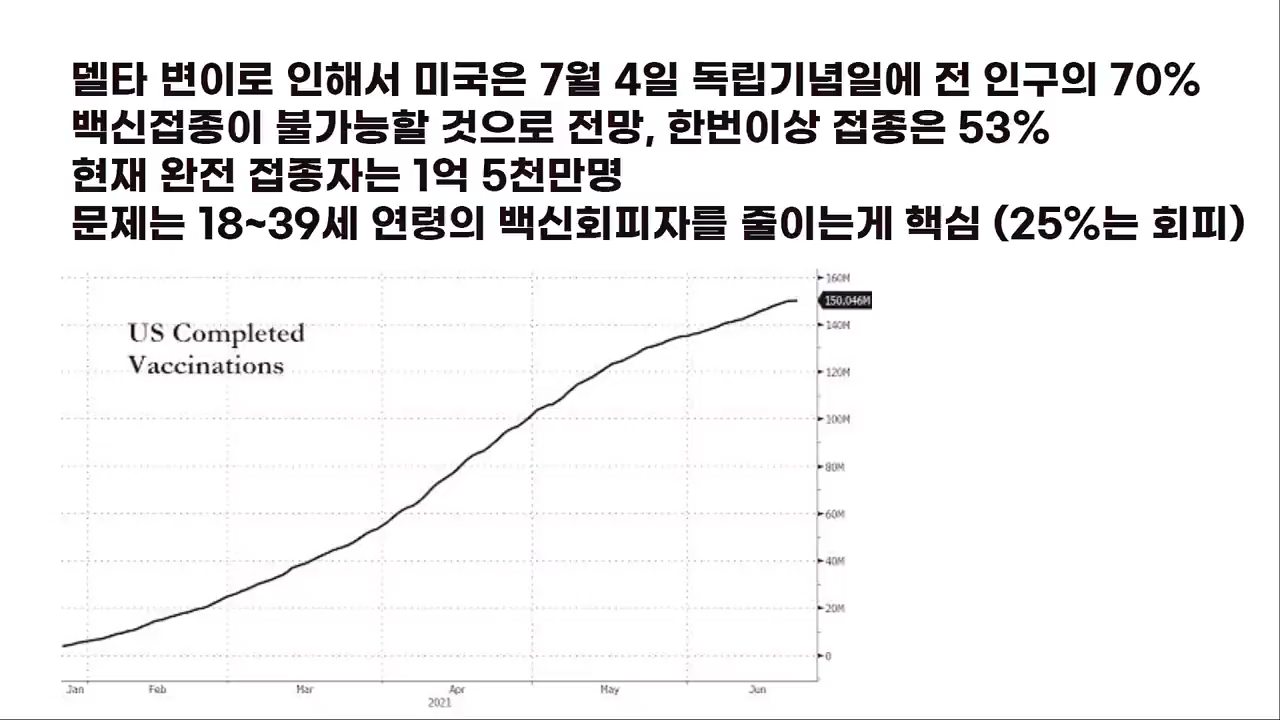 델타 변이로 인해서 미국은 7월 4일 독립기념일에 전 인구의 70%
백신접종이 불가능할 것으로 전망, 한번이상 접종은 53%
현재 완전 접종자는 1억 5천만명
문제는 18~39세 연령의 백신회피자를 줄이는게 핵심 (25%는 회피)
US Completed
Vaccinations
160M
150.046M
140M
120M
100M
80M
60M
40M
20M
0
Jan Feb Mar Apr May Jun
2021